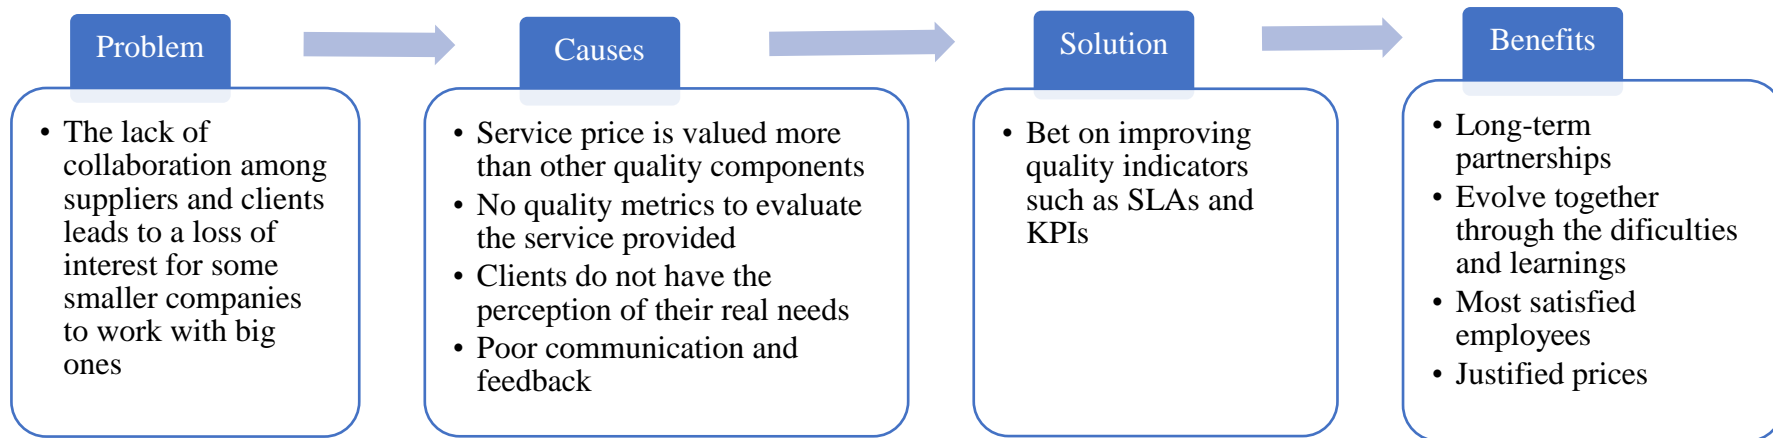 Problem
• The lack of
collaboration among
suppliers and clients
leads to a loss of
interest for some
smaller companies
to work with big
ones
Causes
• Service price is valued more
than other quality components
• No quality metrics to evaluate
the service provided
• Clients do not have the
perception of their real needs
• Poor communication and
feedback
Solution
• Bet on improving
quality indicators
such as SLAs and
KPIs
Benefits
• Long-term
partnerships
• Evolve together
through the dificulties
and learnings
• Most satisfied
employees
• Justified prices